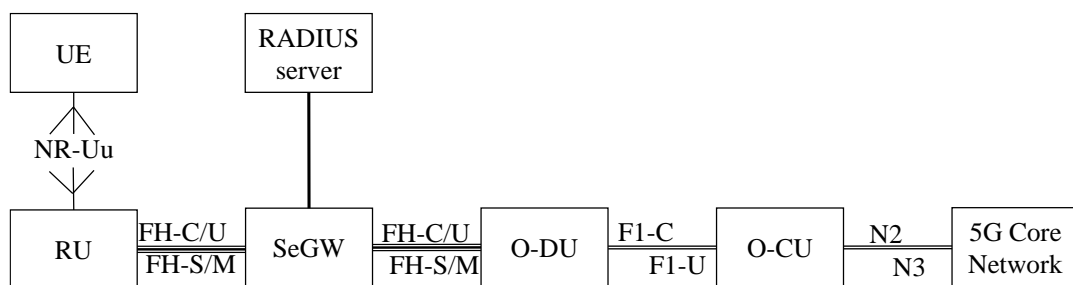 UE
RADIUS
server
NR-Uu
RU
FH-C/U
FH-S/M
SeGW
FH-C/U
FH-S/M
O-DU
F1-C
F1-U
O-CU
N2
N3
5G Core
Network